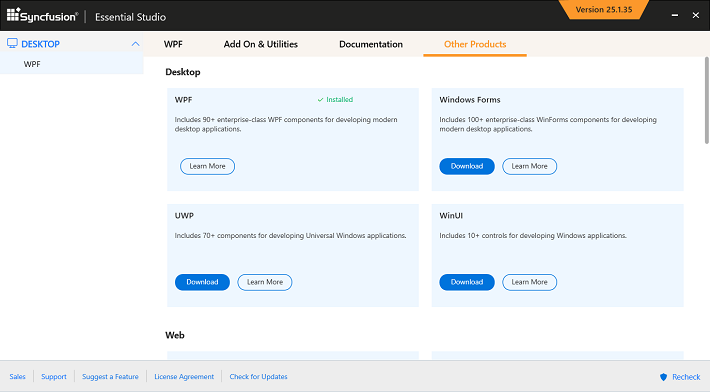 Syncfusion® Essential Studio
Version 25.1.35
DESKTOP
WPF
WPF Add On & Utilities Documentation Other Products
Desktop
WPF
Installed
Includes 90+ enterprise-class WPF components for developing modern
desktop applications.
Learn More
Windows Forms
Includes 100+ enterprise-class WinForms components for developing
modern desktop applications.
Download Learn More
UWP
Includes 70+ components for developing Universal Windows applications.
Download Learn More
WinUI
Includes 10+ controls for developing Windows applications.
Download Learn More
Web
Sales Support Suggest a Feature License Agreement Check for Updates Recheck